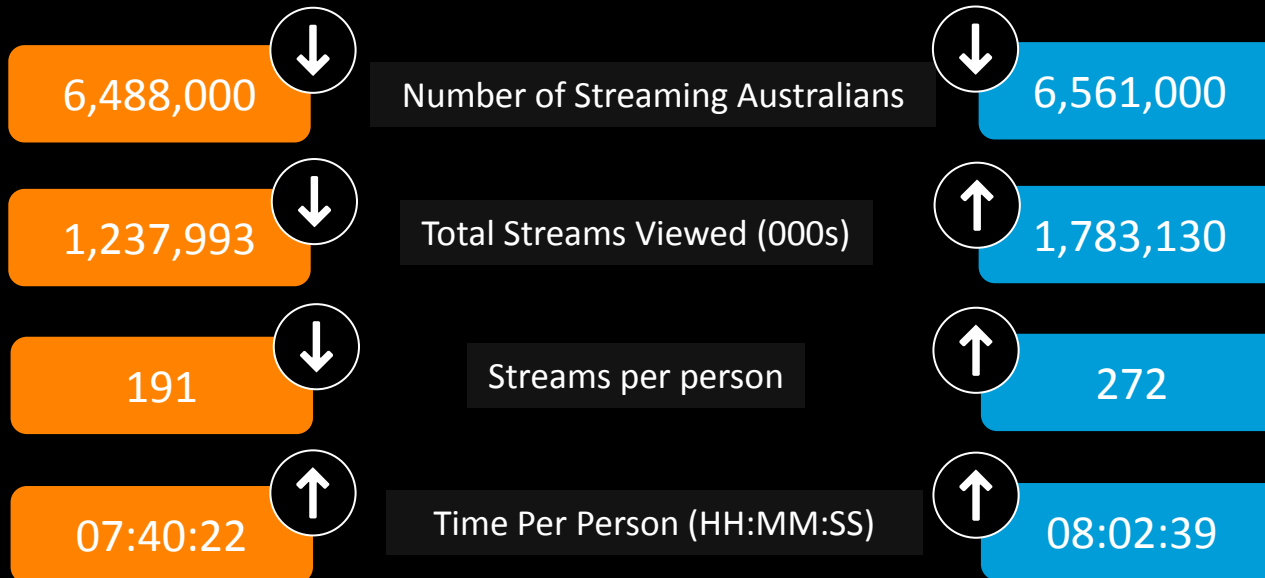 6,488,000
Number of Streaming Australians
6,561,000
1,237,993
Total Streams Viewed (000s)
1,783,130
191
Streams per person
272
07:40:22
Time Per Person (HH:MM:SS)
08:02:39